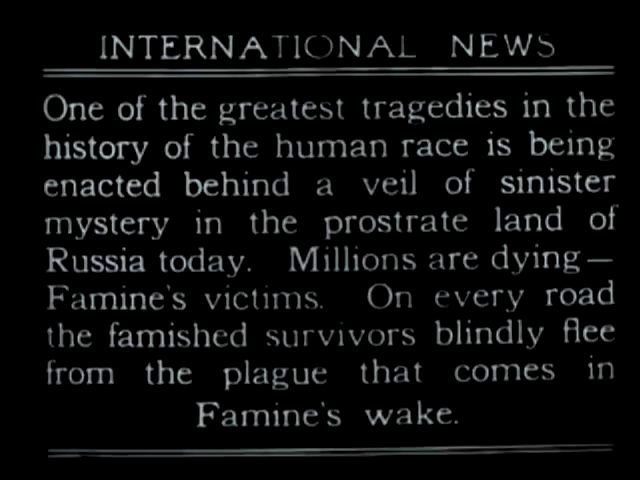 INTERNATIONAL NEWS
One of the greatest tragedies in the
history of the human race is being
enacted behind a veil of sinister
mystery in the prostrate land of
Russia today. Millions are dying—
Famine's victims. On every road
the famished survivors blindly flee
from the plague that comes in
Famine's wake.